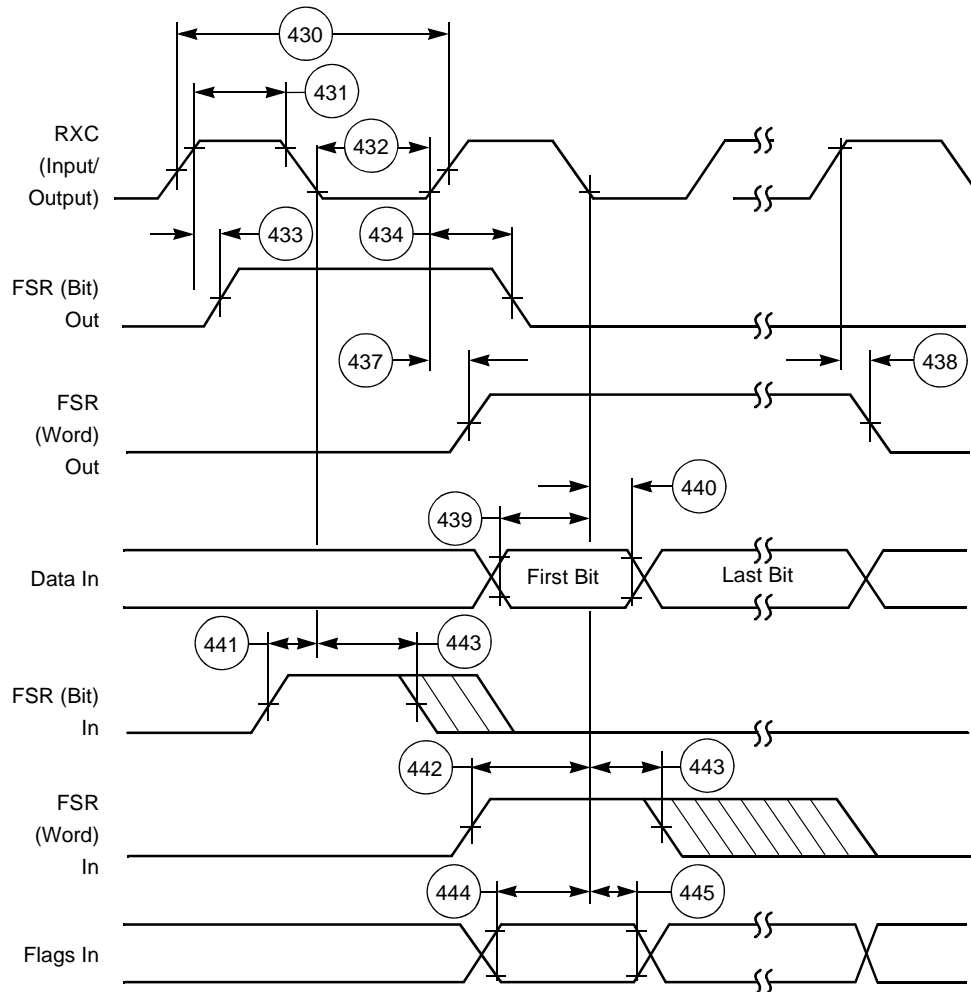 430
431
RXC
(Input/
Output)
432
433
434
FSR (Bit)
Out
437
438
FSR
(Word)
Out
439
440
Data In
First Bit
Last Bit
441
443
FSR (Bit)
In
442
443
FSR
(Word)
In
444
445
Flags In